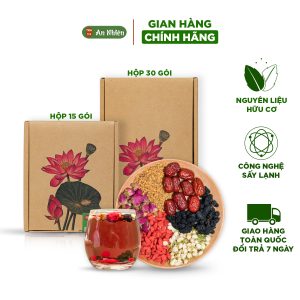 An Nhiên
GIAN HÀNG
CHÍNH HÃNG
HỘP 30 GÓI
HỘP 15 GÓI
NGUYÊN LIỆU
HỮU CƠ
CÔNG NGHỆ
SẤY LẠNH
GIAO HÀNG
TOÀN QUỐC
ĐỔI TRẢ 7 NGÀY